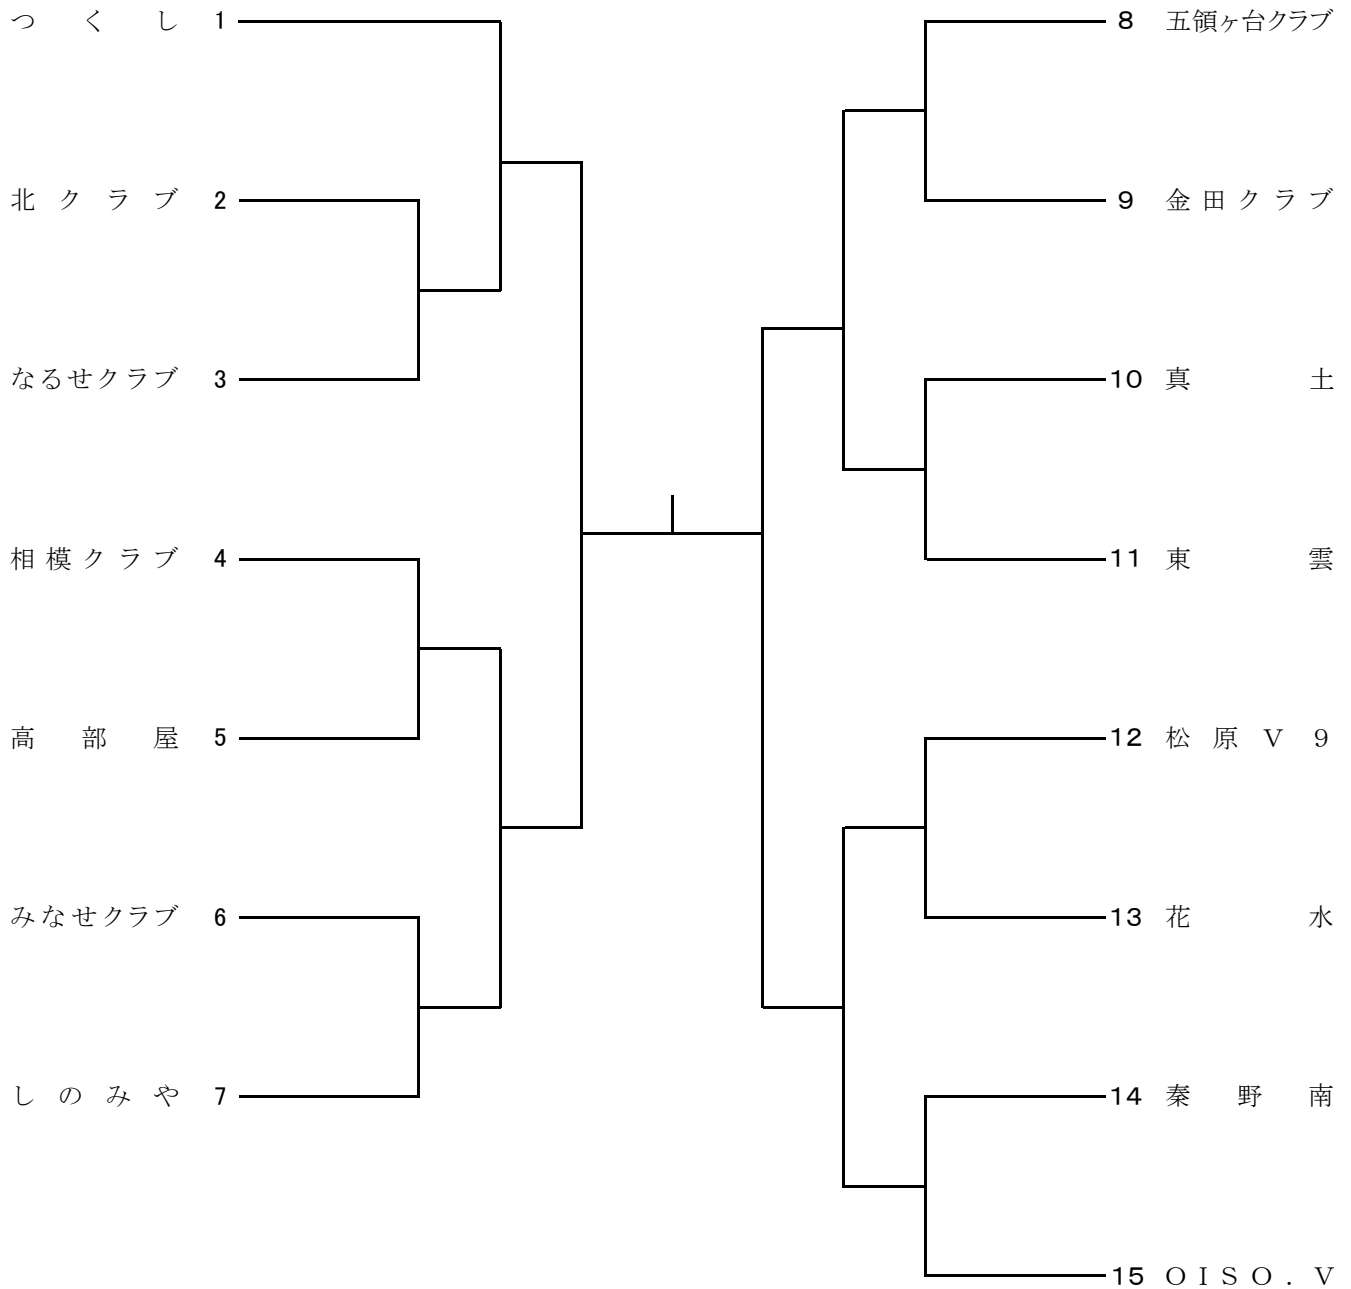 つくし 1
北クラブ 2
なるせクラブ 3
相模クラブ 4
高部屋 5
みなせクラブ 6
しのみや 7
8 五領ヶ台クラブ
9 金田クラブ
10 真土
11 東雲
12 松原Ｖ９
13 花水
14 秦野南
15 ＯＩＳＯ．Ｖ